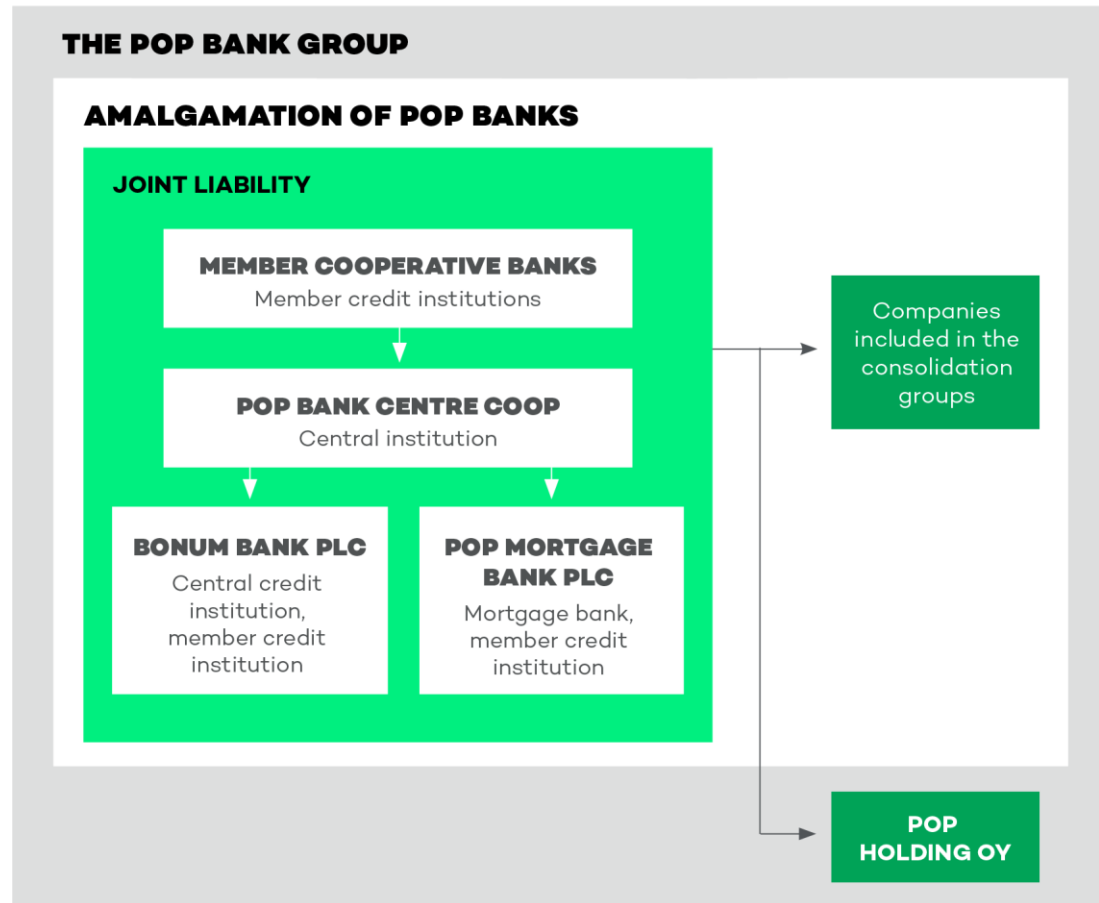 THE POP BANK GROUP
AMALGAMATION OF POP BANKS
JOINT LIABILITY
MEMBER COOPERATIVE BANKS
Member credit institutions
POP BANK CENTRE COOP
Central institution
BONUM BANK PLC
Central credit
institution,
member credit
institution
POP MORTGAGE
BANK PLC
Mortgage bank,
member credit
institution
Companies
included in the
consolidation
groups
POP
HOLDING OY